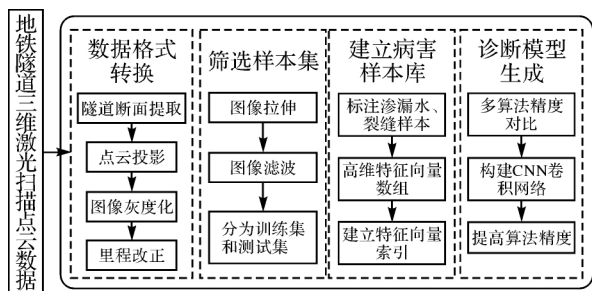 地铁隧道三维激光扫描点云数据
数据格式
转换
隧道断面提取
点云投影
图像灰度化
里程改正
筛选样本集
图像拉伸
图像滤波
分为训练集
和测试集
建立病害
样本库
标注渗漏水、
裂缝样本
高维特征向量
数组
建立特征向量
索引
诊断模型
生成
多算法精度
对比
构建CNN卷
积网络
提高算法精度